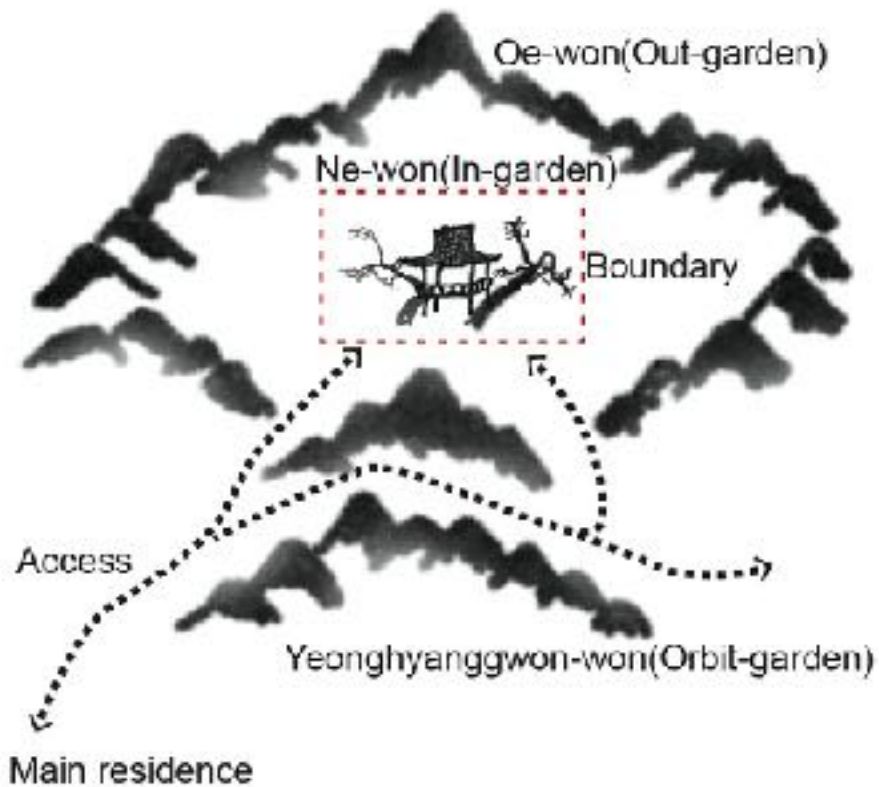 Oe-won(Out-garden)
Ne-won(In-garden)
Boundary
Access
Yeonghyanggwon-won(Orbit-garden)
Main residence